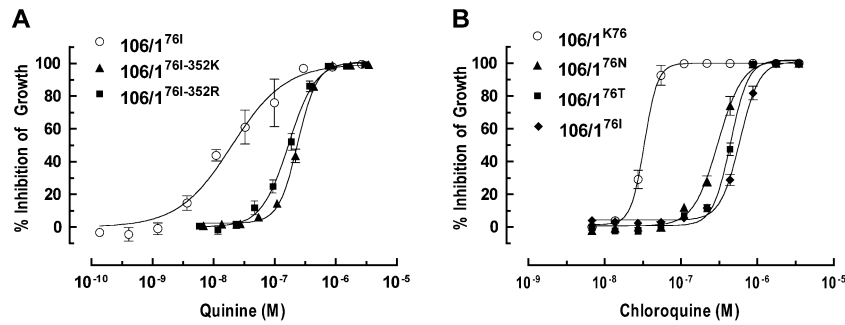 A
106/1^76I
106/1^76I-352K
106/1^76I-352R
% Inhibition of Growth
100
80
60
40
20
0
10^-10 10^-9 10^-8 10^-7 10^-6 10^-5
Quinine (M)
B
106/1^K76
106/1^76N
106/1^76T
106/1^76I
% Inhibition of Growth
100
80
60
40
20
0
10^-9 10^-8 10^-7 10^-6 10^-5
Chloroquine (M)